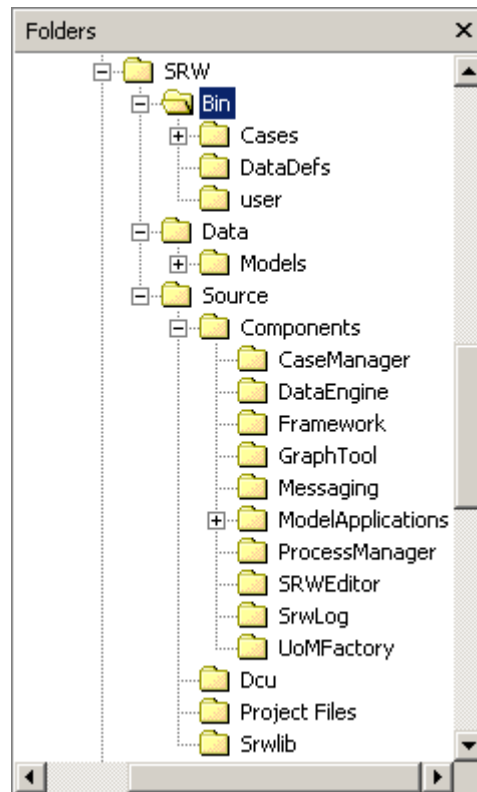 Folders
SRW
Bin
Cases
DataDefs
user
Data
Models
Source
Components
CaseManager
DataEngine
Framework
GraphTool
Messaging
ModelApplications
ProcessManager
SRWEditor
SrwLog
UoMFactory
Dcu
Project Files
Srwlib